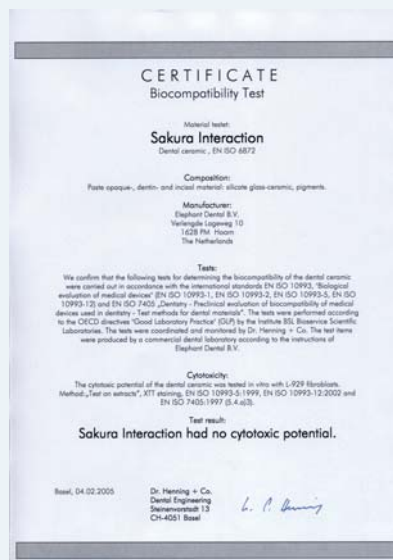 CERTIFICATE
Biocompatibility Test
Material testet:
Sakura Interaction
Dental ceramic , EN ISO 6872
Composition:
Paste opaque-, dentin- and incisal material: silicate glass-ceramic, pigments.
Manufacturer:
Elephant Dental B.V.
Verlengde Lageweg 10
1628 PM Hoorn
The Netherlands
Tests:
We confirm that the following tests for determining the biocompatibility of the dental ceramic
were carried out in accordance with the international standards EN ISO 10993, "Biological
evaluation of medical devices" (EN ISO 10993-1, EN ISO 10993-2, EN ISO 10993-5, EN ISO
10993-12) and EN ISO 7405 „Dentistry - Preclinical evaluation of biocompatibility of medical
devices used in dentistry - Test methods for dental materials". The tests were performed according
to the OECD directives "Good Laboratory Practice" (GLP) by the Institute BSL Bioservice Scientific
Laboratories. The tests were coordinated and monitored by Dr. Henning + Co. The test items
were produced by a commercial dental laboratory according to the instructions of
Elephant Dental B.V.
Cytotoxicity:
The cytotoxic potential of the dental ceramic was tested in vitro with L-929 fibroblasts.
Method:„Test on extracts", XTT staining, EN ISO 10993-5:1999, EN ISO 10993-12:2002 and
EN ISO 7405:1997 (5.4.a)3).
Test result:
Sakura Interaction had no cytotoxic potential.
Basel, 04.02.2005
Dr. Henning + Co.
Dental Engineering
Steinenvorstadt 13
CH-4051 Basel